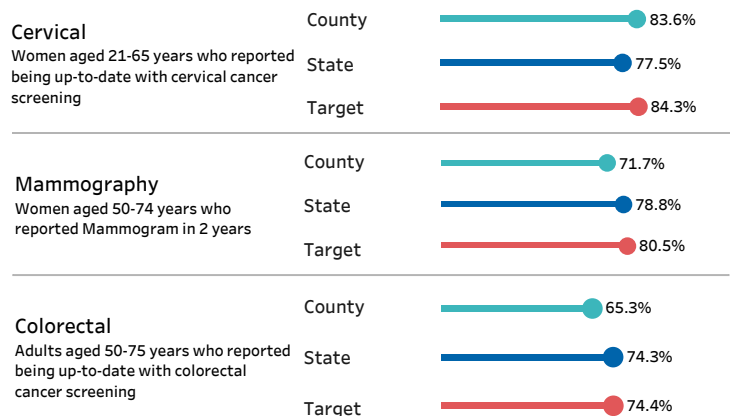 Cervical
Women aged 21-65 years who reported
being up-to-date with cervical cancer
screening
County
83.6%
State
77.5%
Target
84.3%
Mammography
Women aged 50-74 years who
reported Mammogram in 2 years
County
71.7%
State
78.8%
Target
80.5%
Colorectal
Adults aged 50-75 years who reported
being up-to-date with colorectal
cancer screening
County
65.3%
State
74.3%
Target
74.4%